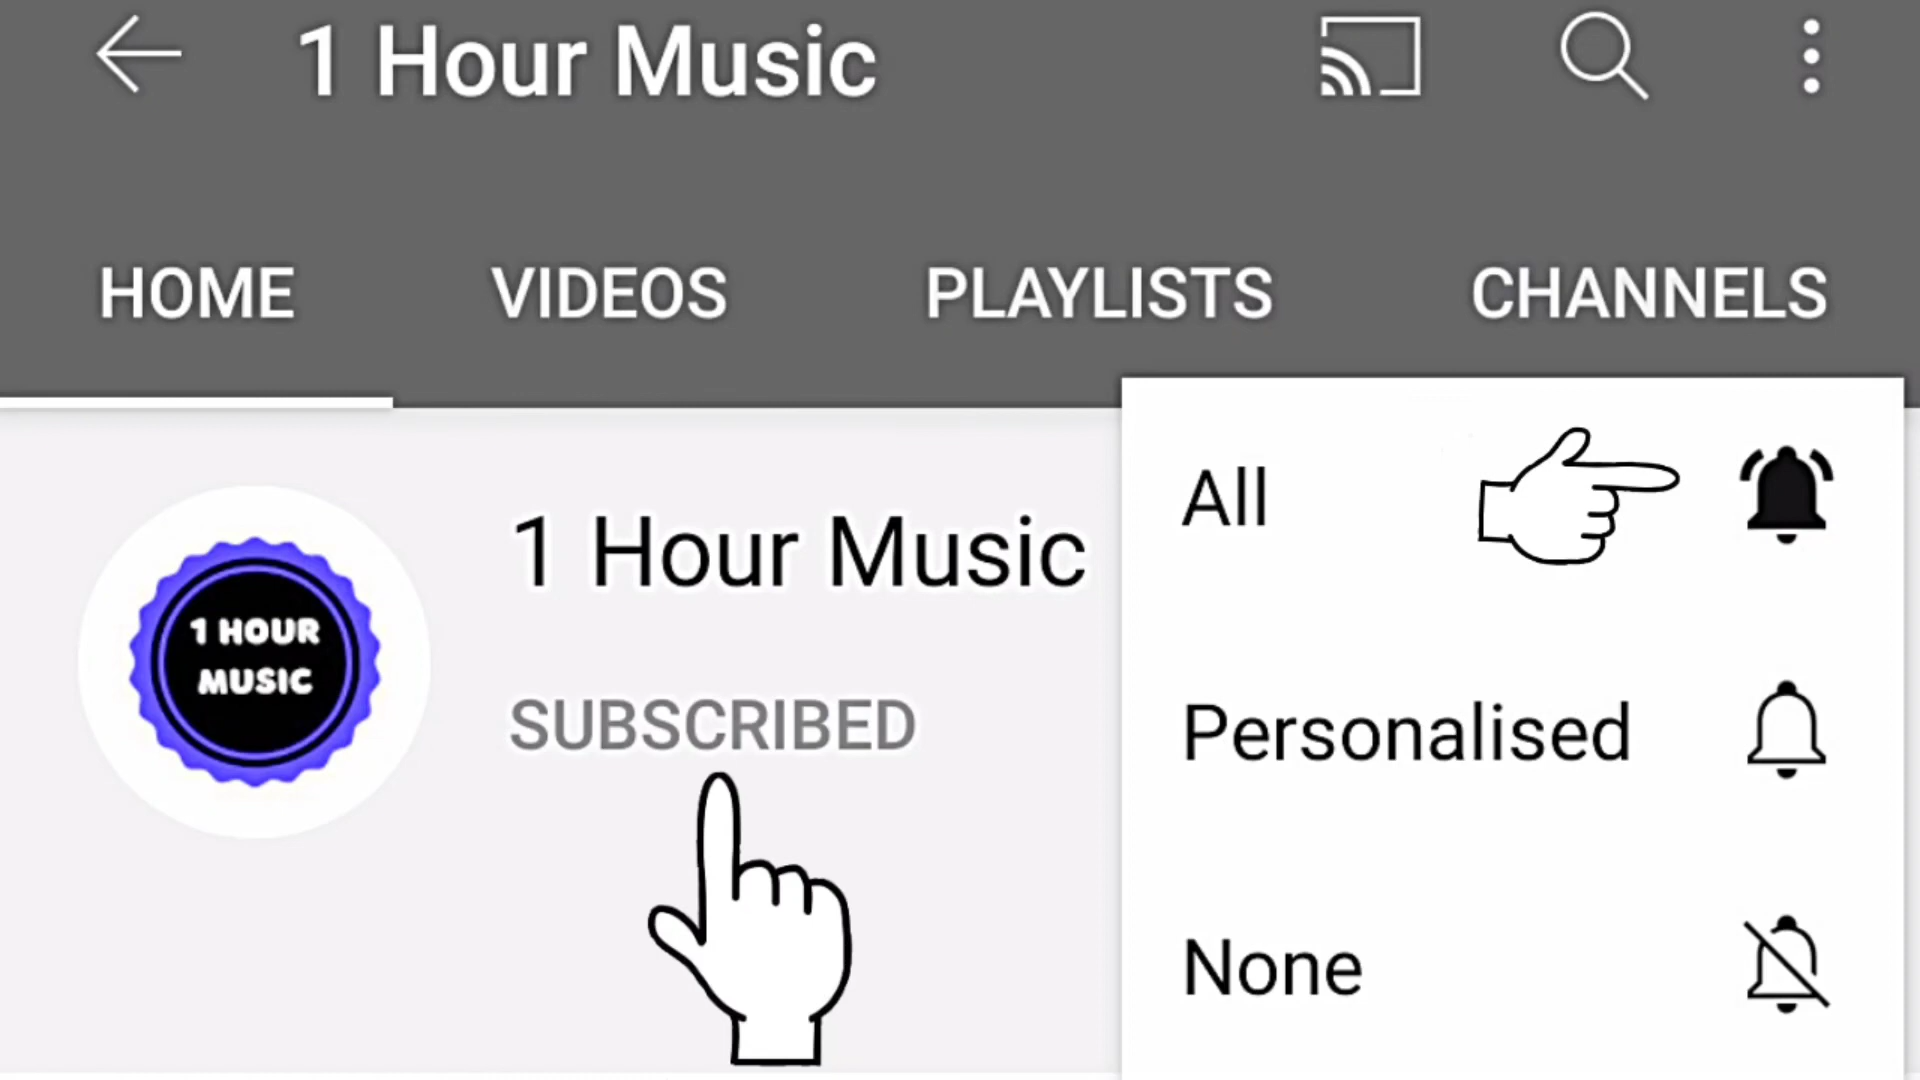 1 Hour Music
HOME VIDEOS PLAYLISTS CHANNELS
1 HOUR
MUSIC
1 Hour Music
SUBSCRIBED
All
Personalised
None